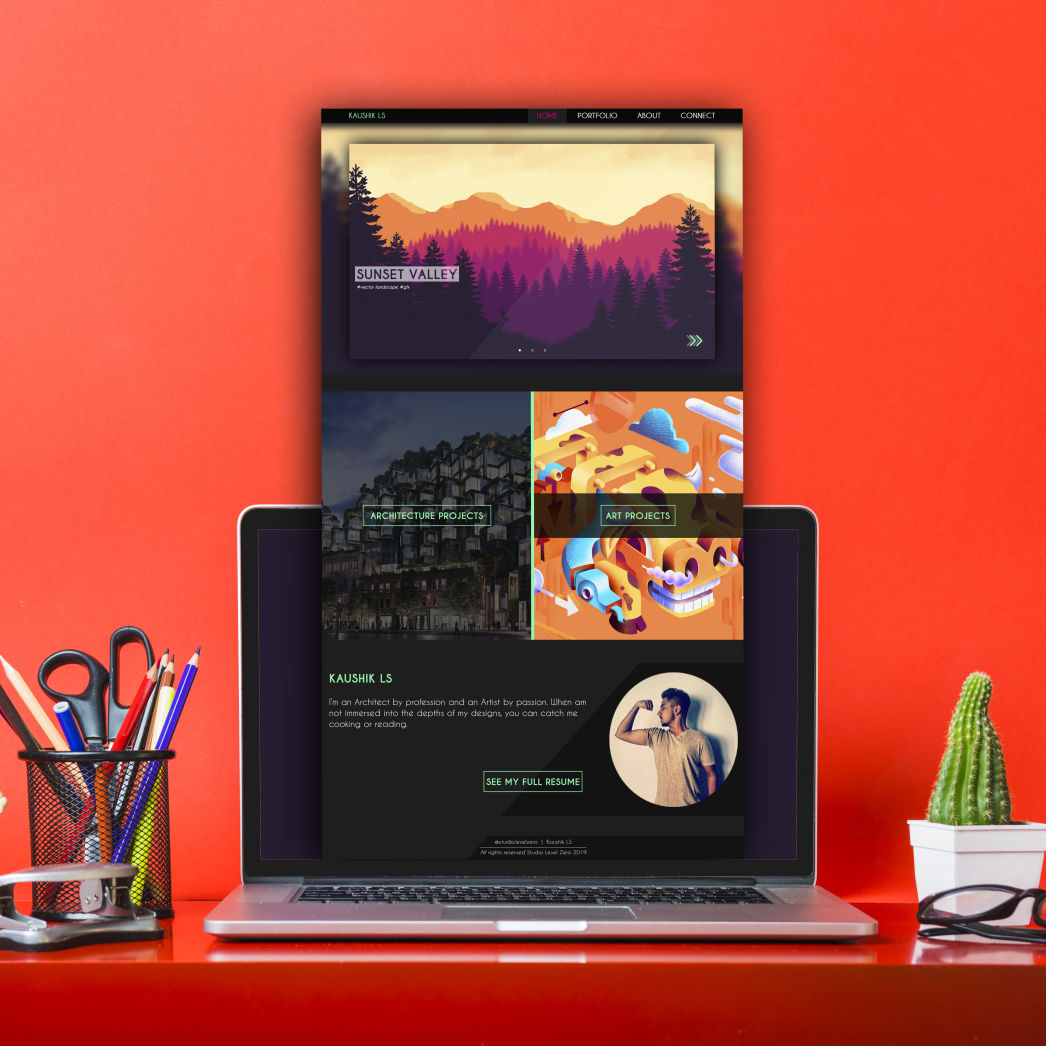 KAUSHIK LS
HOME PORTFOLIO ABOUT CONNECT
SUNSET VALLEY
#vector landscape #gfx
ARCHITECTURE PROJECTS
ART PROJECTS
KAUSHIK LS
I'm an Architect by profession and an Artist by passion. When am
not immersed into the depths of my designs, you can catch me
cooking or reading.
SEE MY FULL RESUME
@studiolevelzero | Kaushik LS
All rights reserved Studio Level Zero 2019